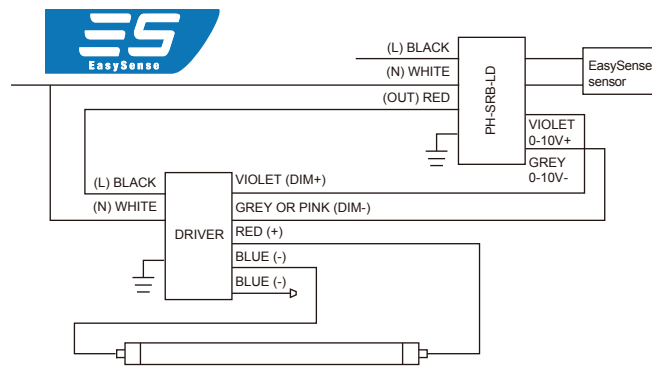 ES
EasySense
(L) BLACK
(N) WHITE
(OUT) RED
PH-SRB-LD
EasySense
sensor
VIOLET
0-10V+
GREY
0-10V-
(L) BLACK
(N) WHITE
DRIVER
VIOLET (DIM+)
GREY OR PINK (DIM-)
RED (+)
BLUE (-)
BLUE (-)